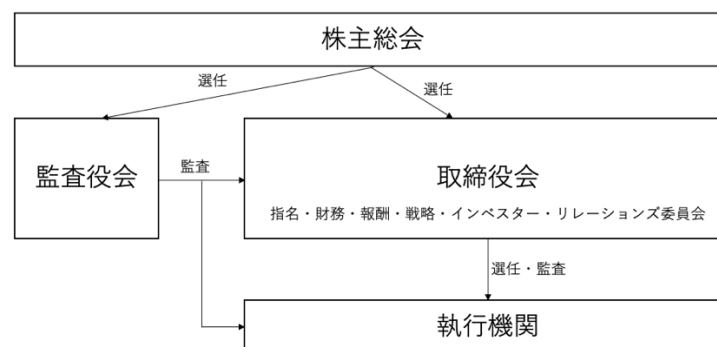 株主総会
選任
選任
監査役会
監査
取締役会
指名・財務・報酬・戦略・インベスター・リレーションズ委員会
選任・監査
執行機関